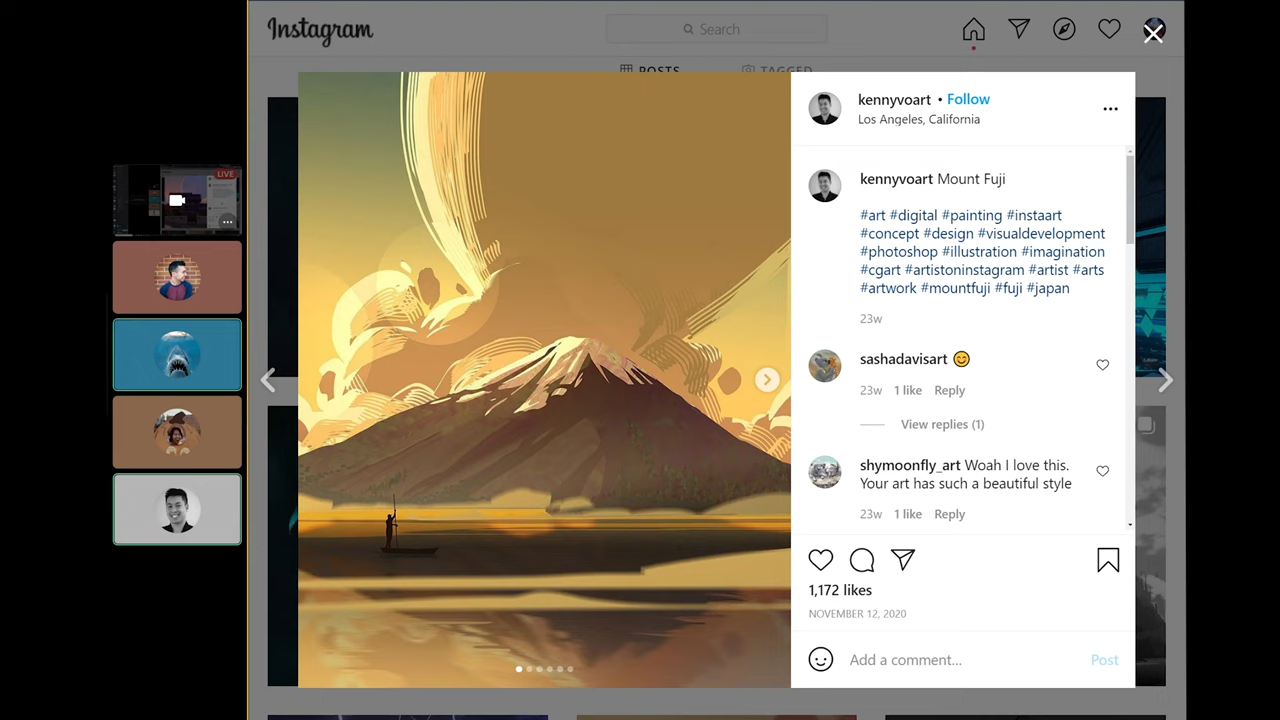 Instagram
Search
POSTS
TAGGED
LIVE
kennyvoart • Follow
Los Angeles, California
kennyvoart Mount Fuji
#art #digital #painting #instaart
#concept #design #visualdevelopment
#photoshop #illustration #imagination
#cgart #artistoninstagram #artist #arts
#artwork #mountfuji #fuji #japan
23w
sashadavisart 😊
23w 1 like Reply
View replies (1)
shymoonfly_art Woah I love this.
Your art has such a beautiful style
23w 1 like Reply
1,172 likes
NOVEMBER 12, 2020
Add a comment... Post